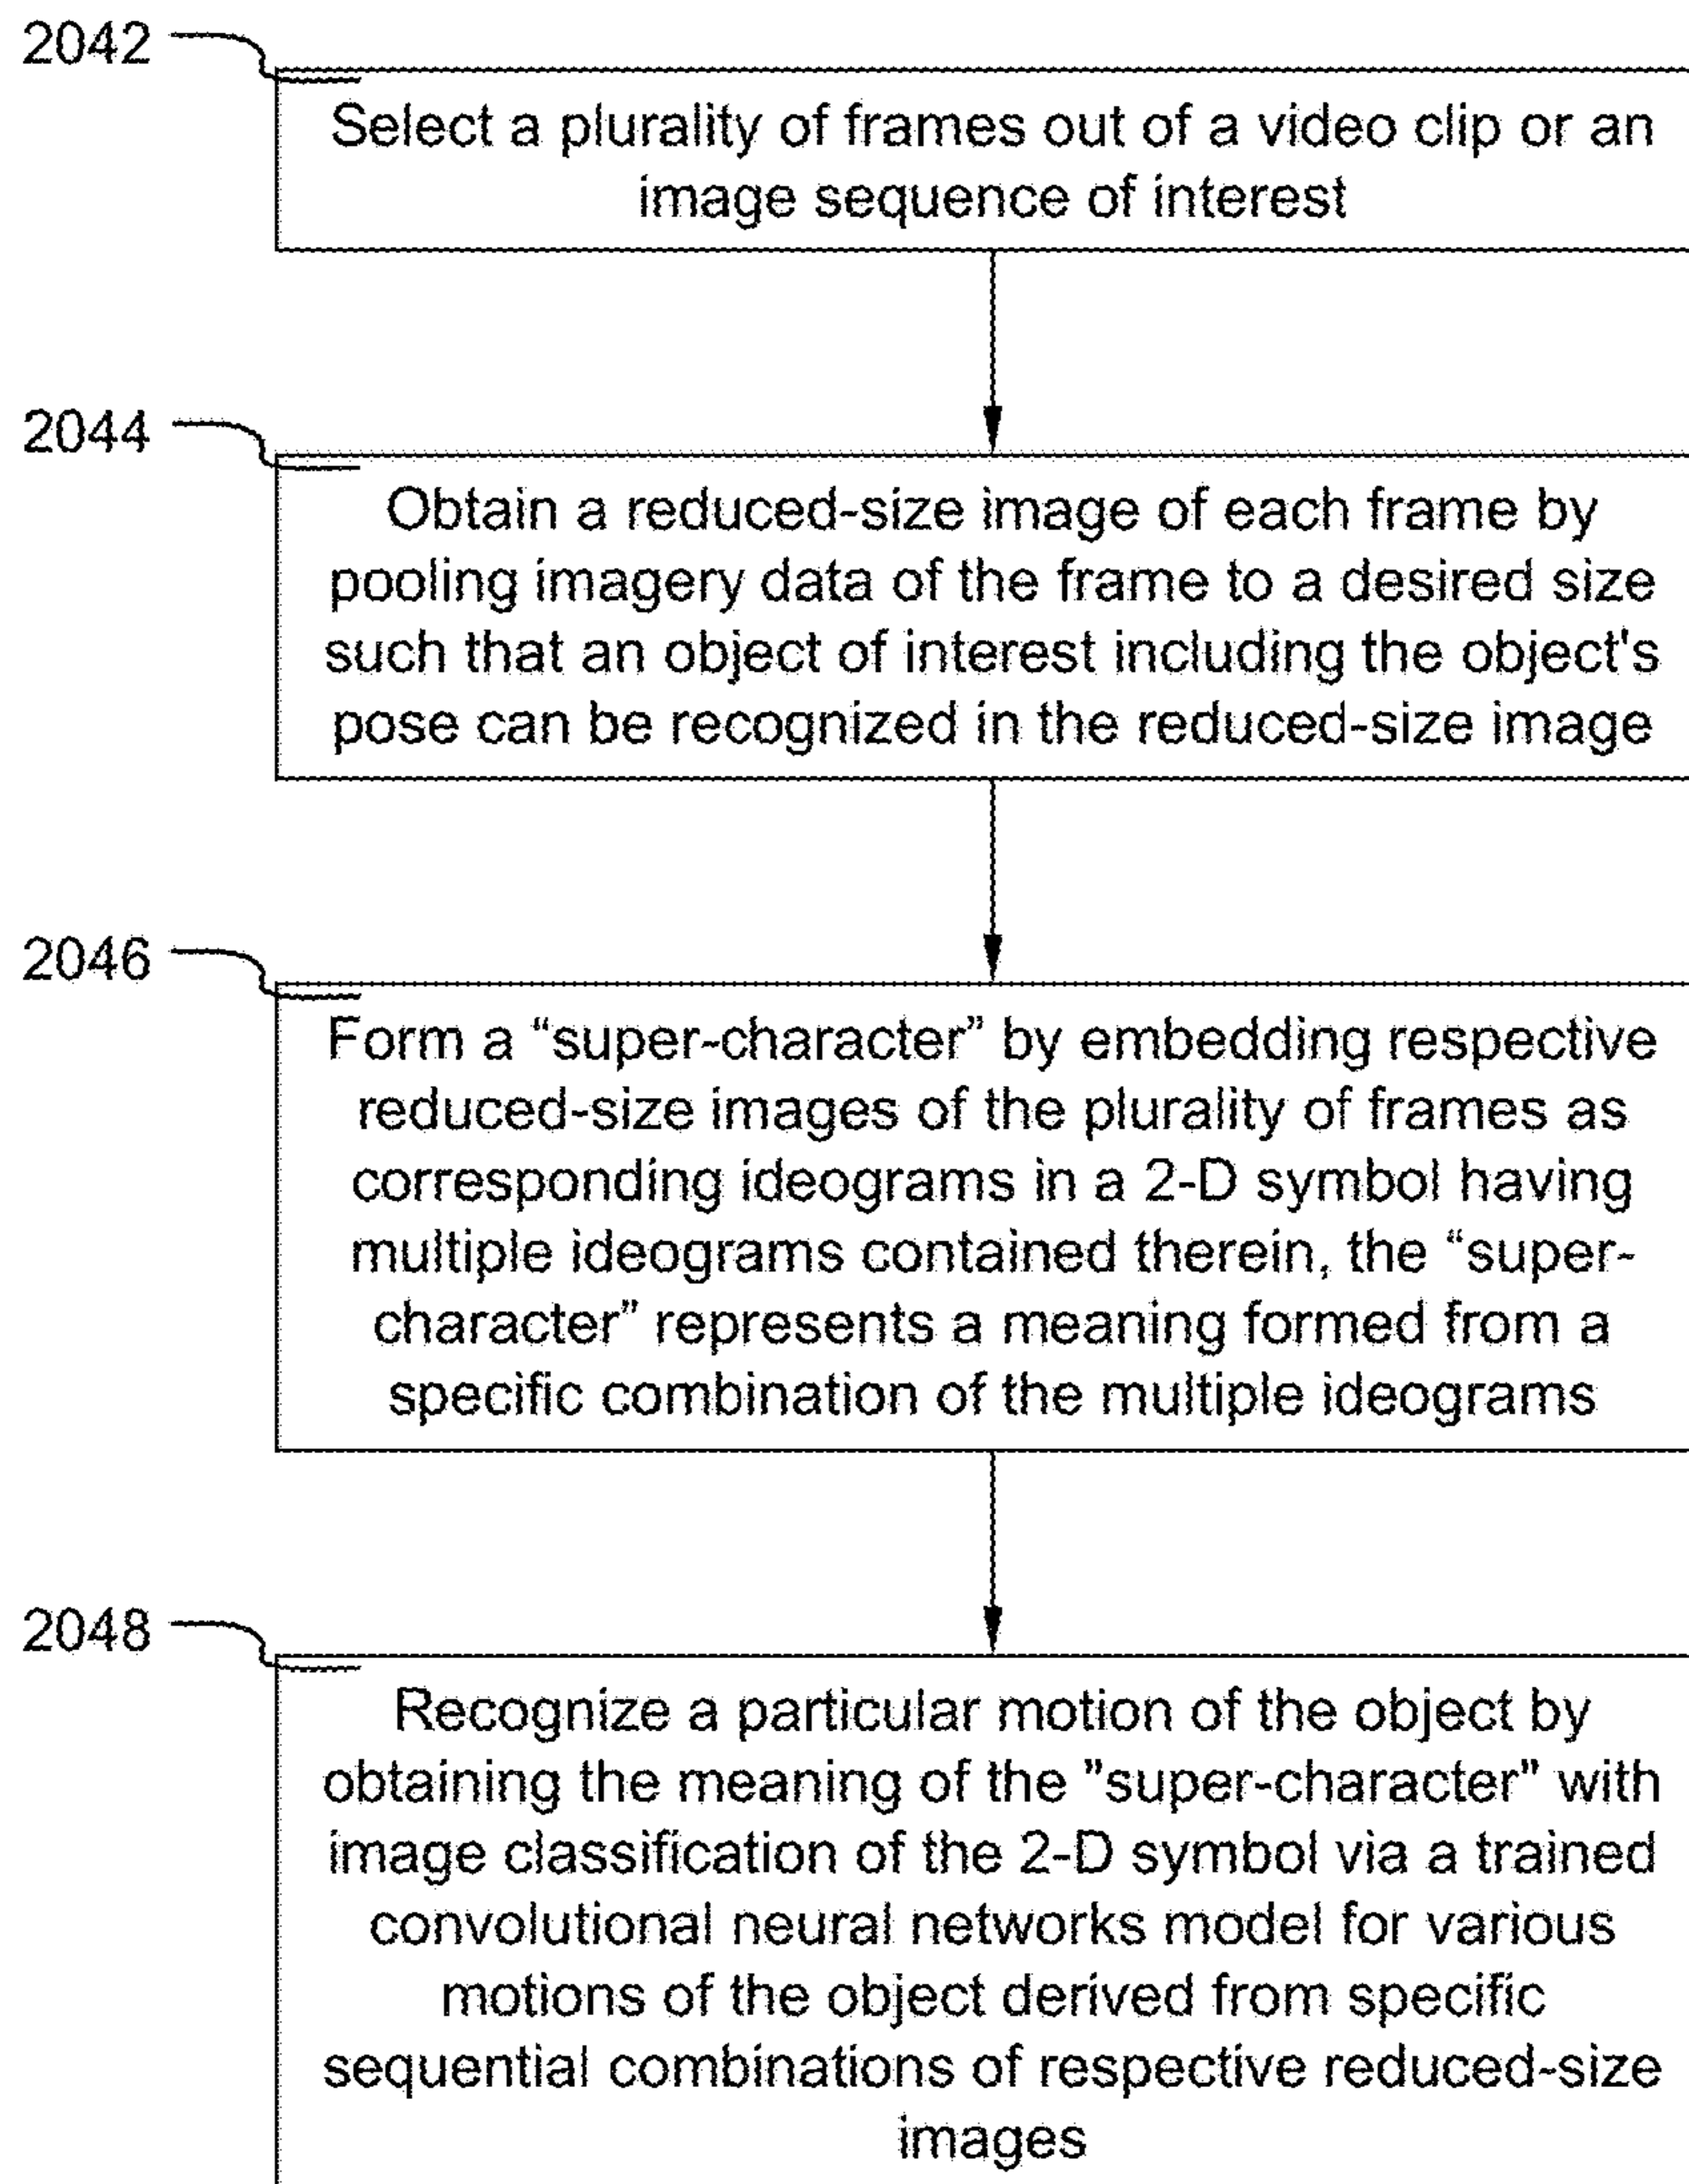 2042
Select a plurality of frames out of a video clip or an
image sequence of interest
2044
Obtain a reduced-size image of each frame by
pooling imagery data of the frame to a desired size
such that an object of interest including the object's
pose can be recognized in the reduced-size image
2046
Form a “super-character” by embedding respective
reduced-size images of the plurality of frames as
corresponding ideograms in a 2-D symbol having
multiple ideograms contained therein, the “super-
character” represents a meaning formed from a
specific combination of the multiple ideograms
2048
Recognize a particular motion of the object by
obtaining the meaning of the "super-character" with
image classification of the 2-D symbol via a trained
convolutional neural networks model for various
motions of the object derived from specific
sequential combinations of respective reduced-size
images